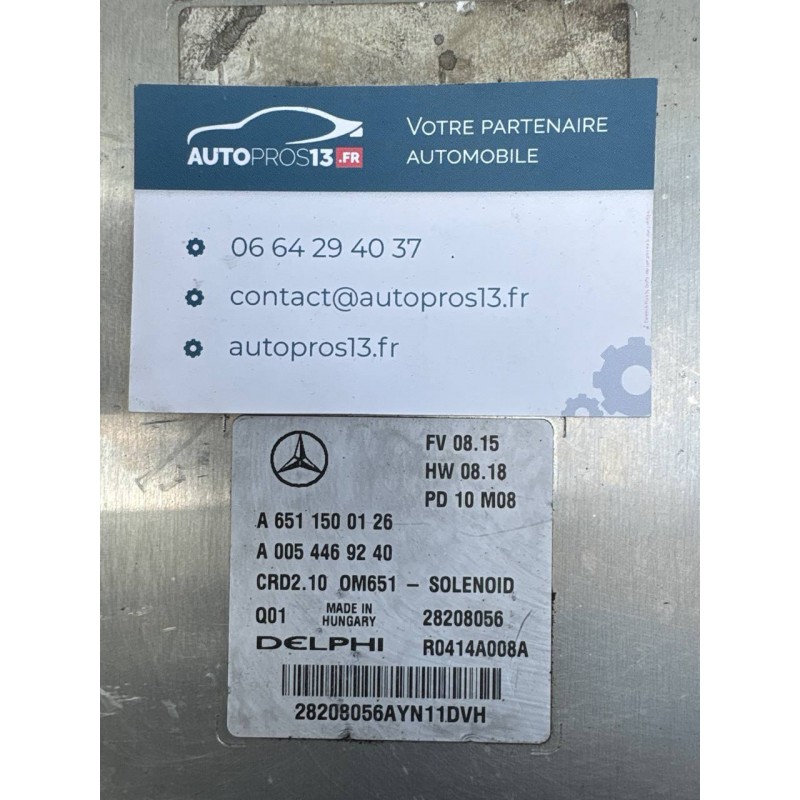 AUTOPROS13.FR
VOTRE PARTENAIRE
AUTOMOBILE
06 64 29 40 37
contact@autopros13.fr
autopros13.fr
FV 08.15
HW 08.18
PD 10 M08
A 651 150 01 26
A 005 446 92 40
CRD2.10 OM651 - SOLENOID
Q01 MADE IN HUNGARY 28208056
DELPHI R0414A008A
28208056AYN11DVH